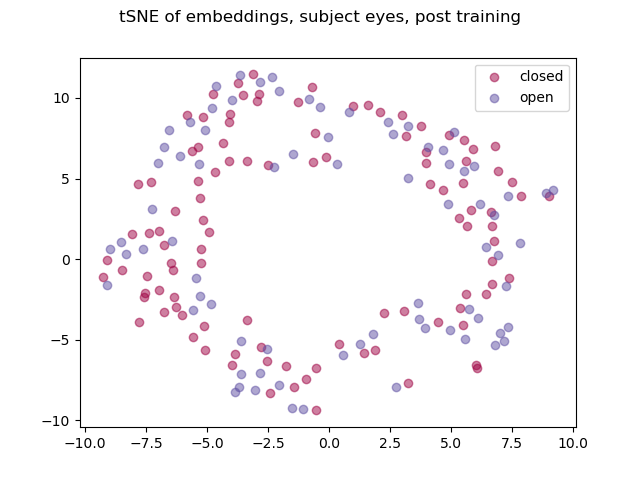 tSNE of embeddings, subject eyes, post training
closed
open
10
5
0
−5
−10
−10.0 −7.5 −5.0 −2.5 0.0 2.5 5.0 7.5 10.0